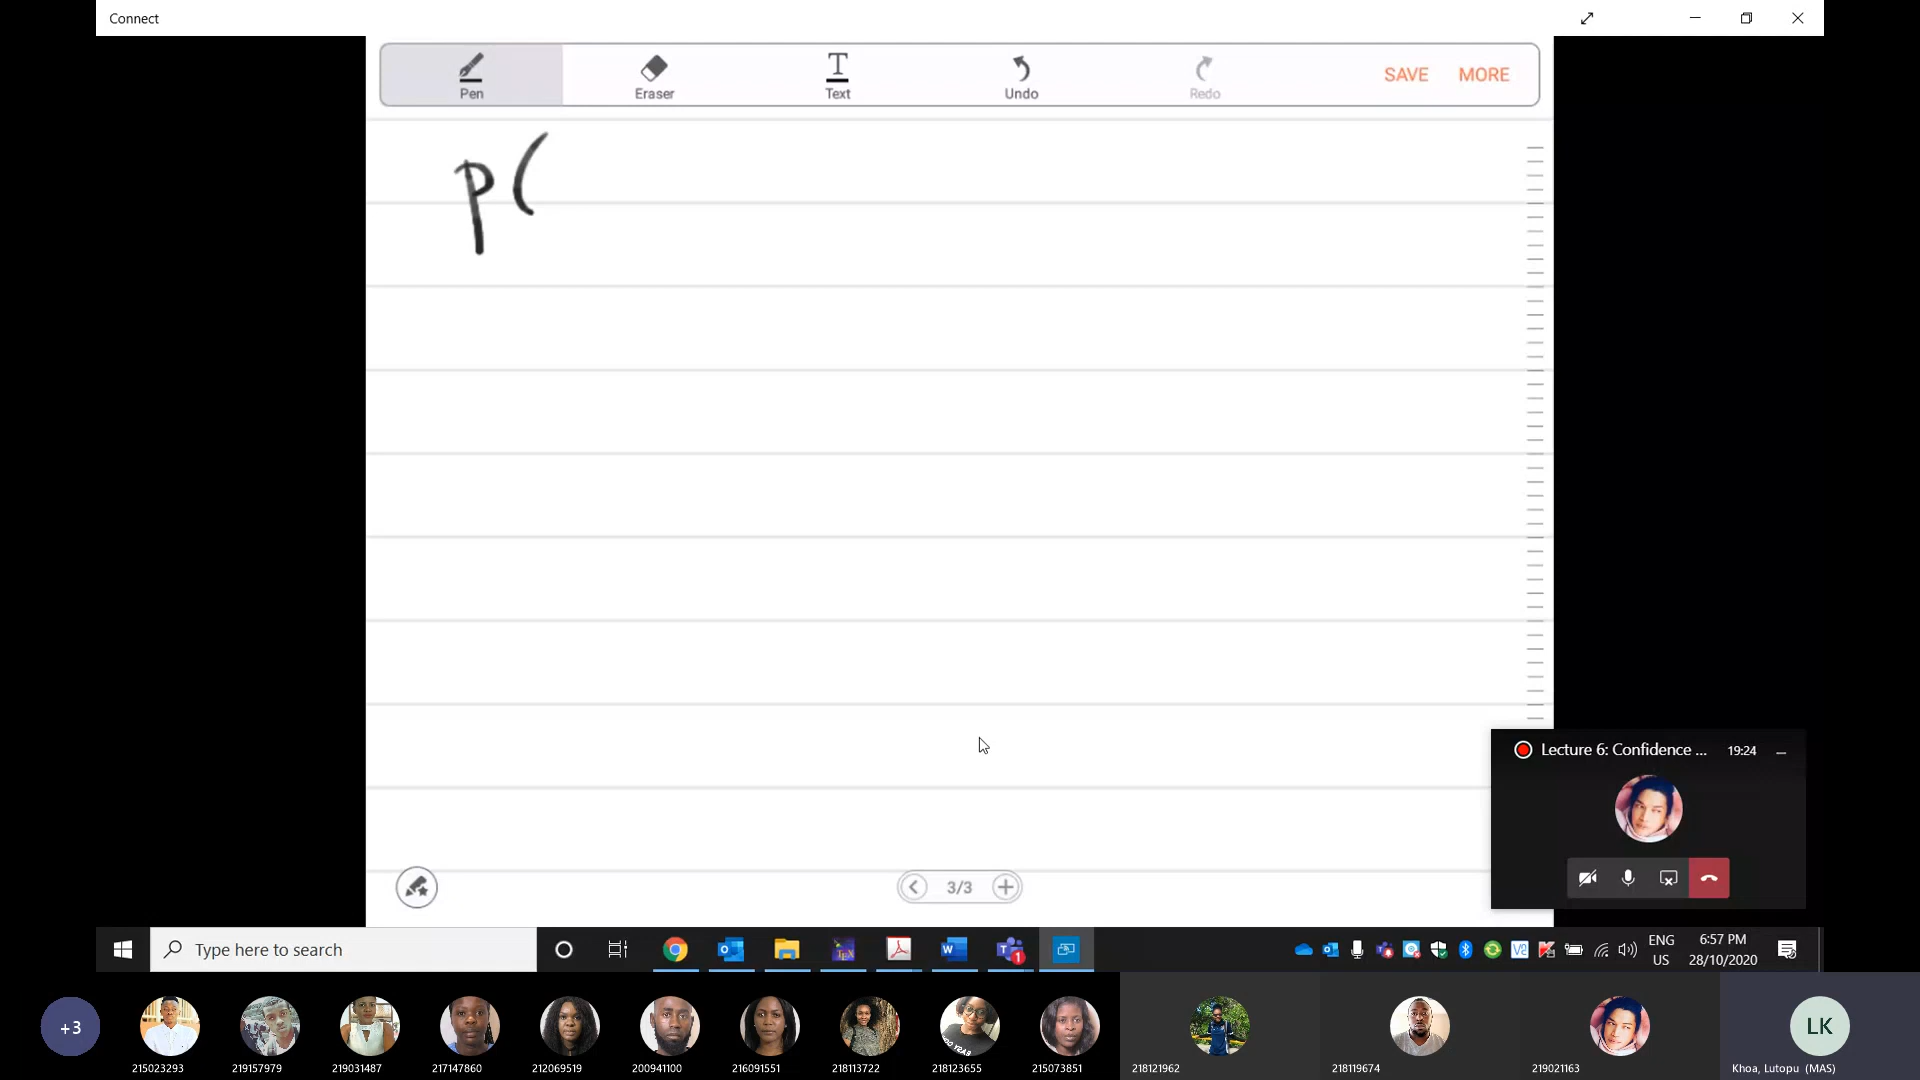 Connect
Pen
Eraser
Text
Undo
Redo
SAVE
MORE
p(
Lecture 6: Confidence ...
19:24
3/3
Type here to search
1
ENG
US
6:57 PM
28/10/2020
+3
215023293
219157979
219031487
217147860
212069519
200941100
216091551
218113722
218123655
215073851
218121962
218119674
219021163
LK
Khoa, Lutopu (MAS)